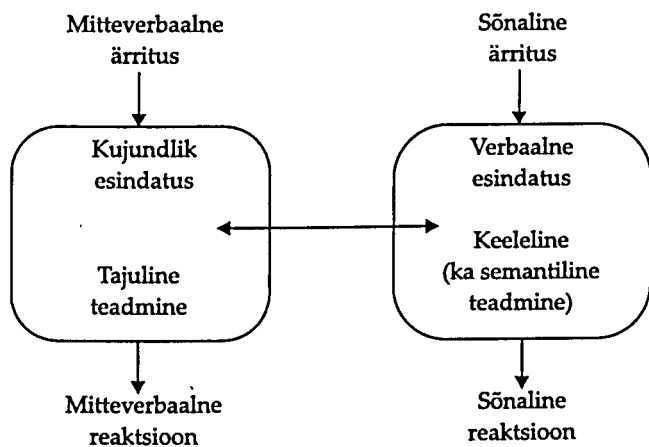 Mitteverbaalne
ärritus
Sõnaline
ärritus
Kujundlik
esindatus
Tajuline
teadmine
Verbaalne
esindatus
Keeleline
(ka semantiline
teadmine)
Mitteverbaalne
reaktsioon
Sõnaline
reaktsioon